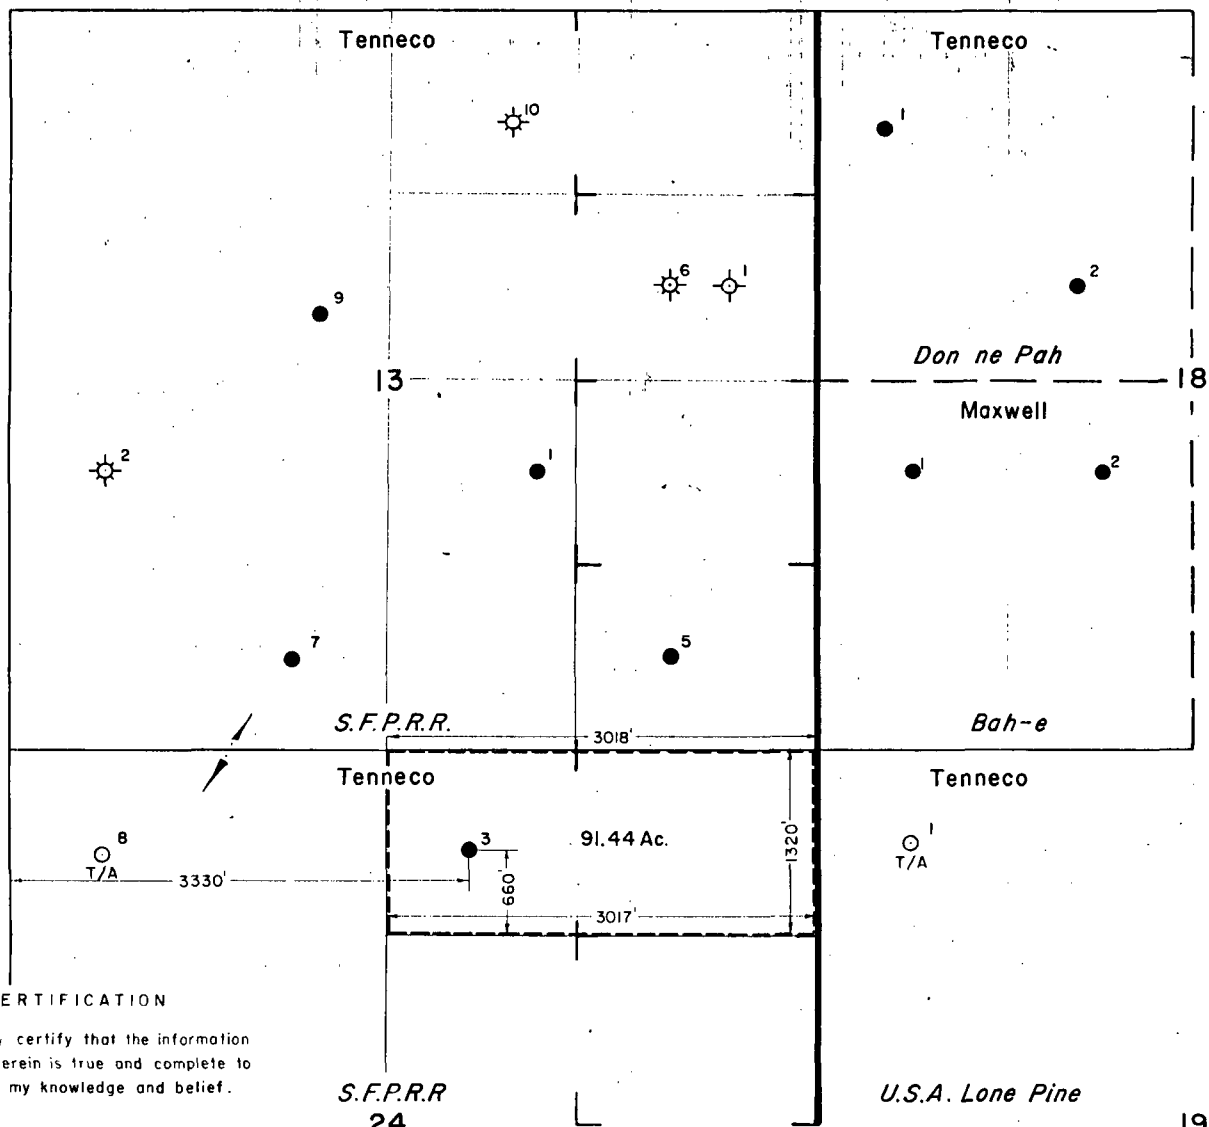 Tenneco
Tenneco
10
1
6
1
2
9
Don ne Pah
13
18
Maxwell
2
1
1
2
7
5
S.F.P.R.R.
Bah-e
3018'
Tenneco
Tenneco
8
T/A
3
91.44 Ac.
1320'
1
T/A
3330'
660'
3017'
ERTIFICATION
certify that the information
erein is true and complete to
my knowledge and belief.
S.F.P.R.R
U.S.A. Lone Pine
24
19